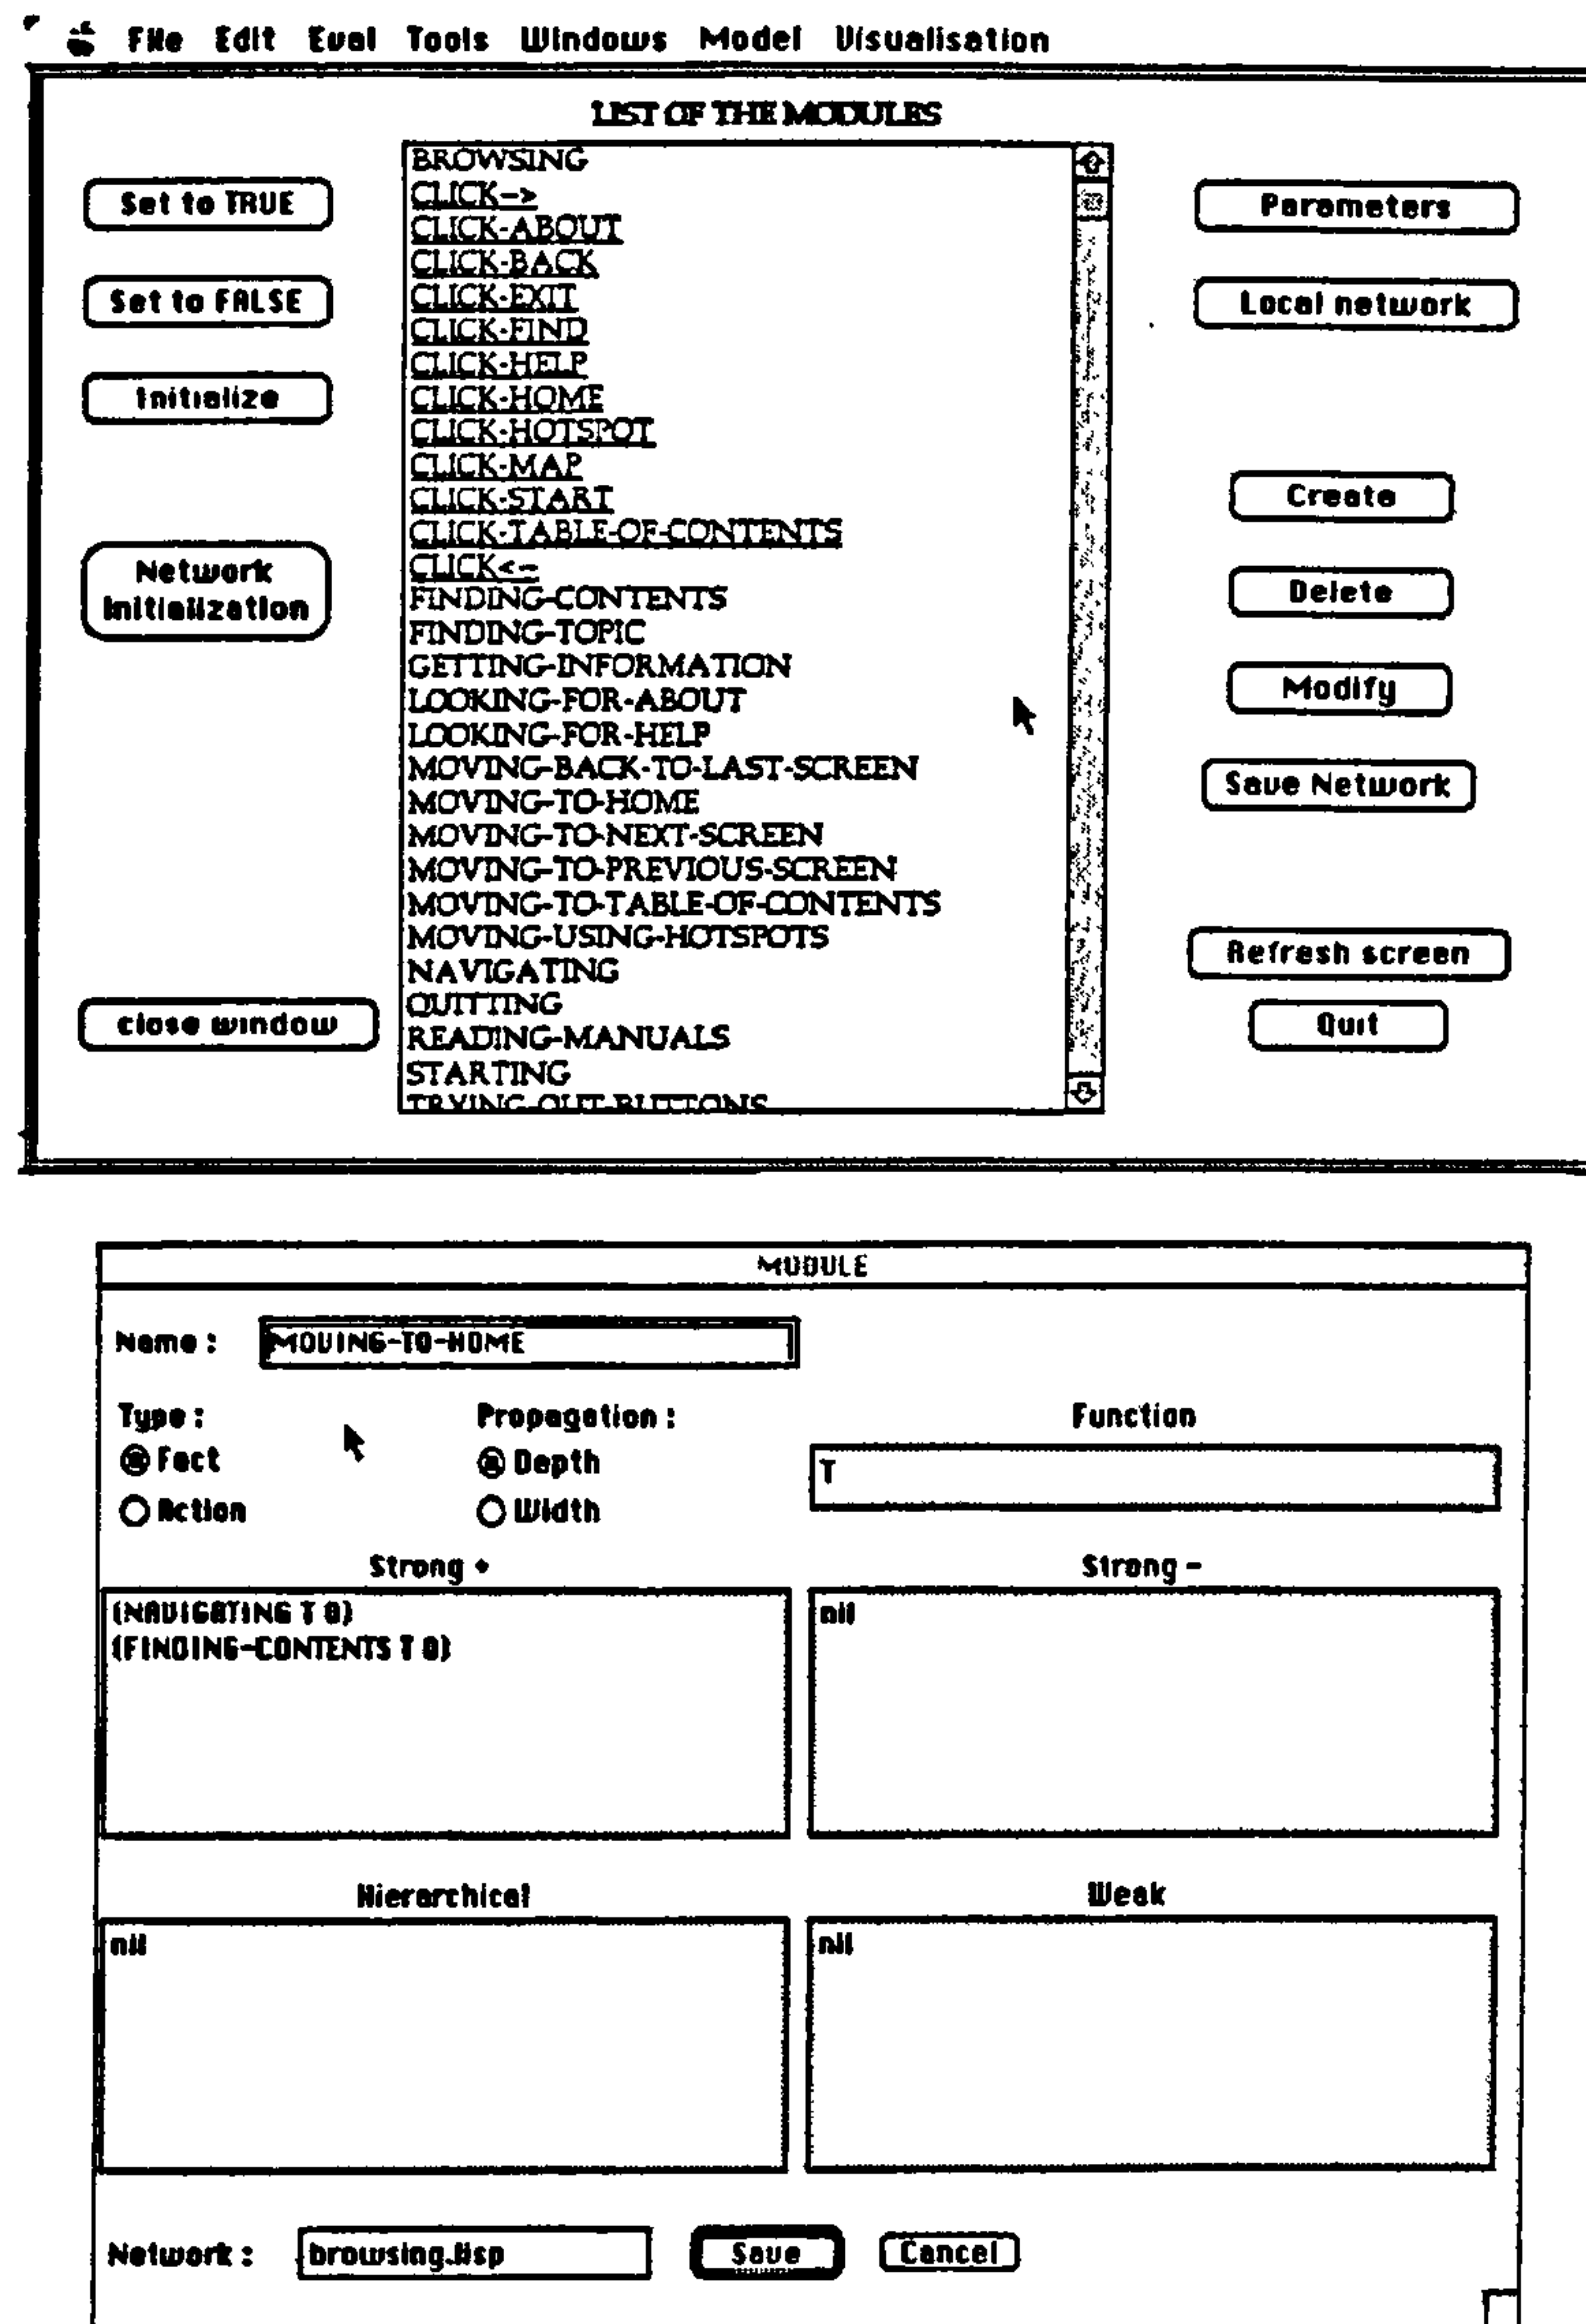 File Edit Eval Tools Windows Model Visualisation
LIST OF THE MODULES
Set to TRUE
Set to FALSE
Initialize
Network
Initialization
close window
BROWSING
CLICK->
CLICK-ABOUT
CLICK-BACK
CLICK-EXIT
CLICK-FIND
CLICK-HELP
CLICK-HOME
CLICK-HOTSPOT
CLICK-MAP
CLICK-START
CLICK-TABLE-OF-CONTENTS
CLICK<-
FINDING-CONTENTS
FINDING-TOPIC
GETTING-INFORMATION
LOOKING-FOR-ABOUT
LOOKING-FOR-HELP
MOVING-BACK-TO-LAST-SCREEN
MOVING-TO-HOME
MOVING-TO-NEXT-SCREEN
MOVING-TO-PREVIOUS-SCREEN
MOVING-TO-TABLE-OF-CONTENTS
MOVING-USING-HOTSPOTS
NAVIGATING
QUITTING
READING-MANUALS
STARTING
TRYING-OUT-BUTTONS
Parameters
Local network
Create
Delete
Modify
Save Network
Refresh screen
Quit
MODULE
Name : MOVING-TO-HOME
Type : Propagation : Function
Fact Depth T
Action Width
Strong + Strong -
(NAVIGATING T 0) nil
(FINDING-CONTENTS T 0)
Hierarchical Weak
nil nil
Network : browsing.lisp Save Cancel